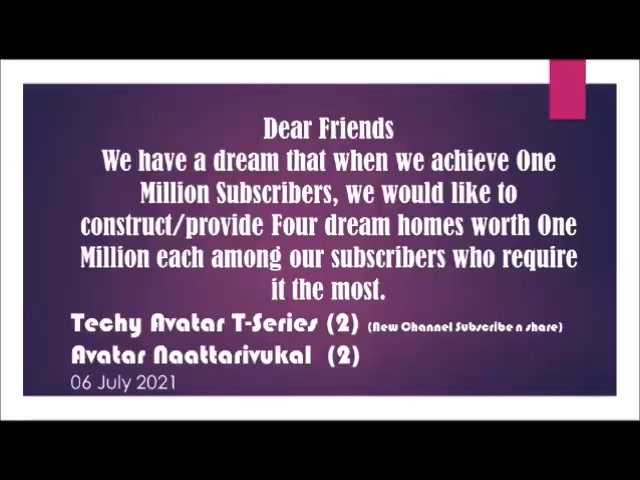 Dear Friends
We have a dream that when we achieve One
Million Subscribers, we would like to
construct/provide Four dream homes worth One
Million each among our subscribers who require
it the most.
Techy Avatar T-Series (2) (New Channel Subscribe n share)
Avatar Naattarivukal (2)
06 July 2021